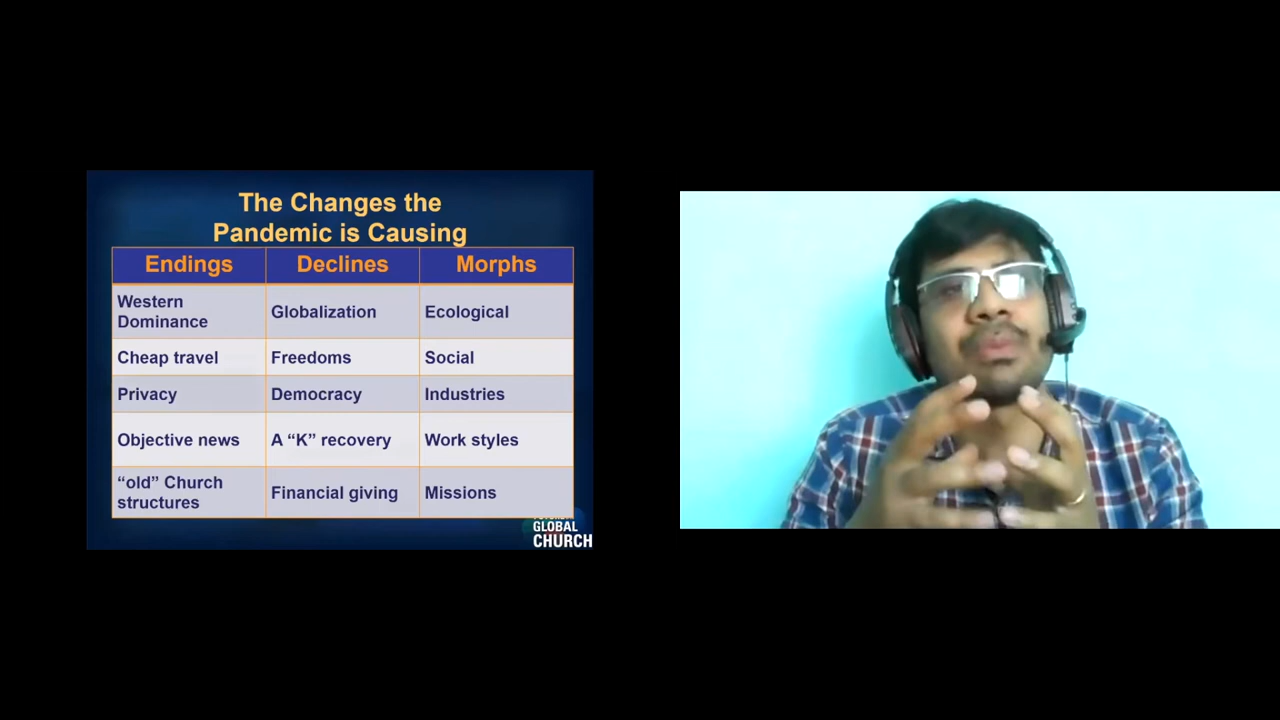 The Changes the
Pandemic is Causing
Endings Declines Morphs
Western
Dominance
Globalization
Ecological
Cheap travel Freedoms Social
Privacy Democracy Industries
Objective news A “K” recovery Work styles
“old” Church
structures
Financial giving
Missions
GLOBAL
CHURCH